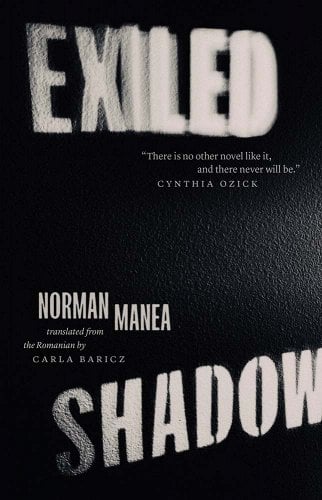 EXILED
“There is no other novel like it,
and there never will be.”
CYNTHIA OZICK
NORMAN
MANEA
translated from
the Romanian by
CARLA BARICZ
SHADOW